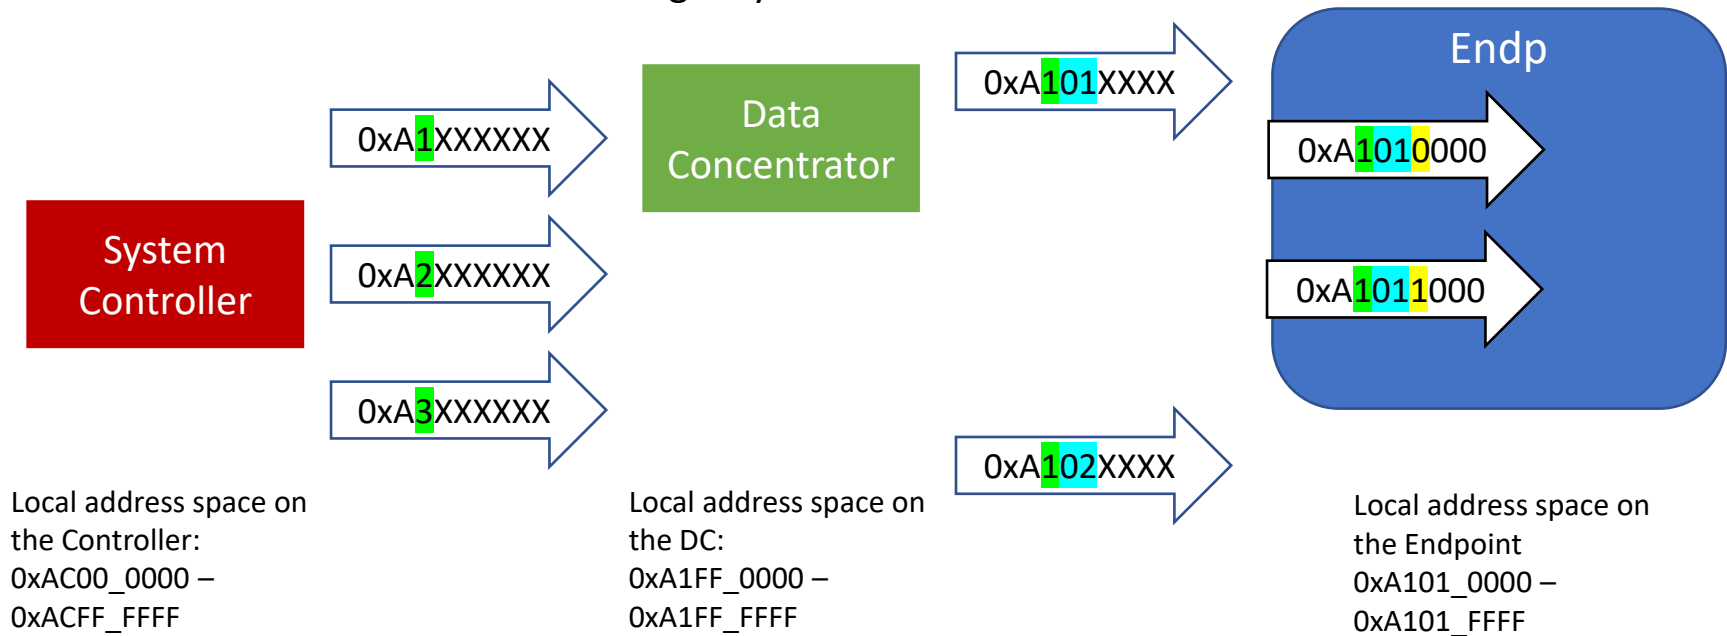 System
Controller
0xA1XXXXXX
0xA2XXXXXX
0xA3XXXXXX
Data
Concentrator
0xA101XXXX
0xA102XXXX
Endp
0xA1010000
0xA1011000
Local address space on
the Controller:
0xAC00_0000 –
0xACFF_FFFF
Local address space on
the DC:
0xA1FF_0000 –
0xA1FF_FFFF
Local address space on
the Endpoint
0xA101_0000 –
0xA101_FFFF